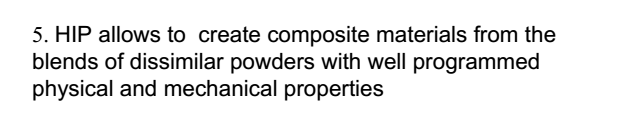 5. HIP allows to create composite materials from the
blends of dissimilar powders with well programmed
physical and mechanical properties